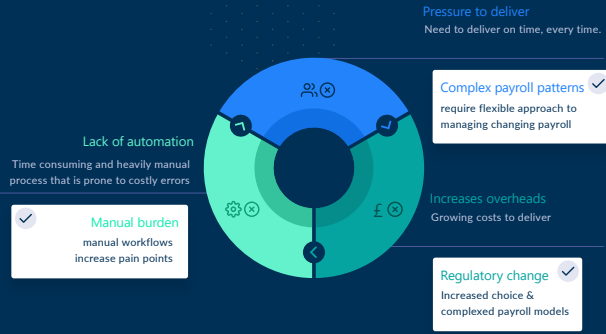 Pressure to deliver
Need to deliver on time, every time.
Complex payroll patterns
require flexible approach to
managing changing payroll
Lack of automation
Time consuming and heavily manual
process that is prone to costly errors
Manual burden
manual workflows
increase pain points
£
Increases overheads
Growing costs to deliver
Regulatory change
Increased choice &
complexed payroll models